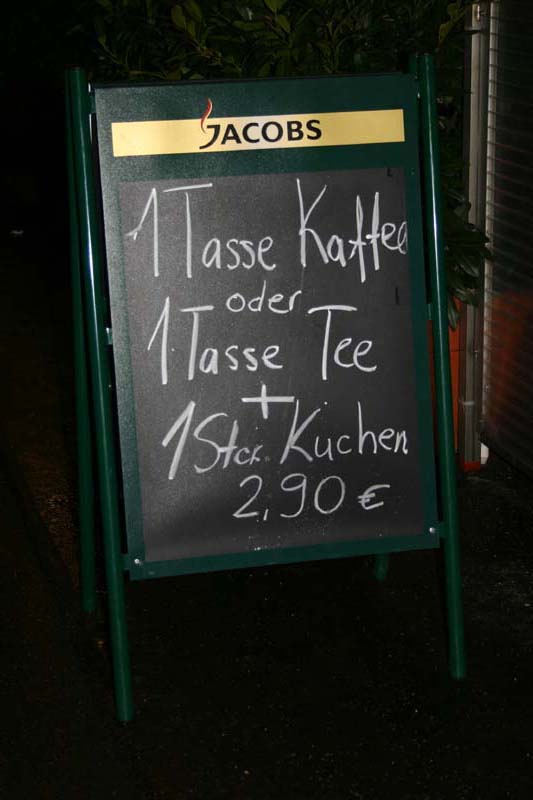 JACOBS
1 Tasse Kaffee
oder
1 Tasse Tee
+
1 Stck. Kuchen
2,90 €